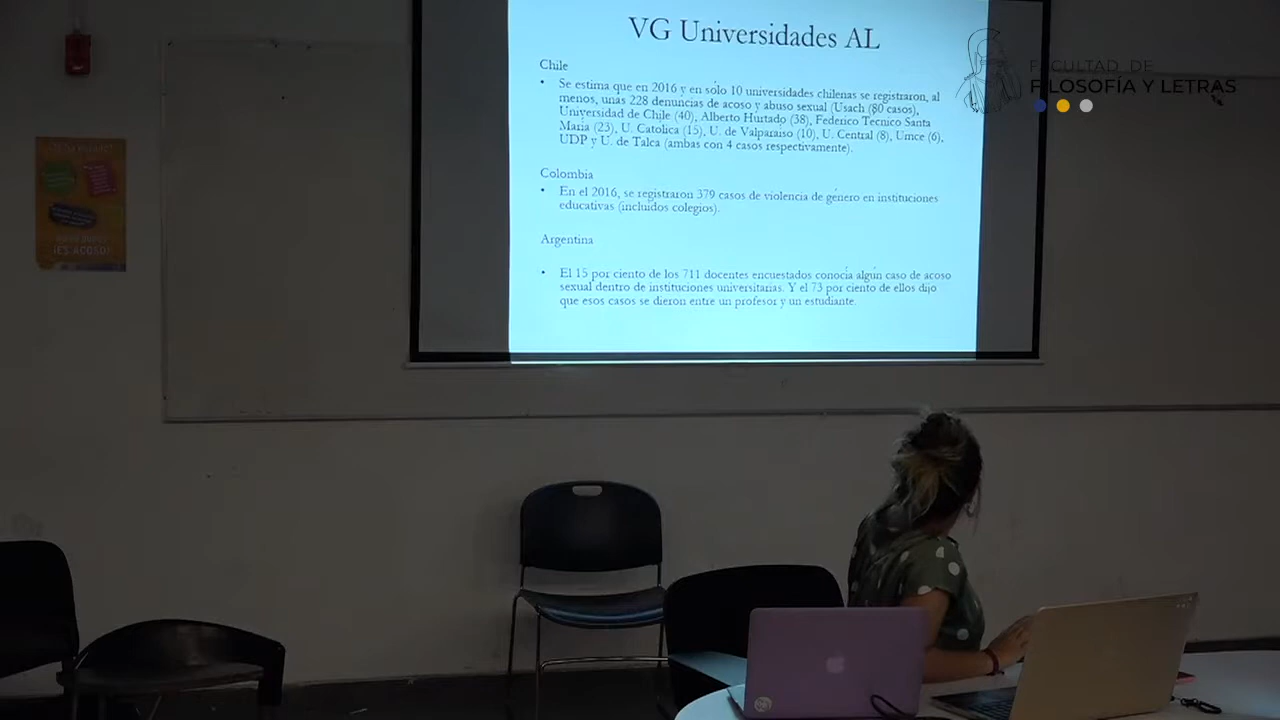 VG Universidades AL
Chile
• Se estima que en 2016 y en sólo 10 universidades chilenas se registraron, al
menos, unas 228 denuncias de acoso y abuso sexual (Usach (80 casos),
Universidad de Chile (40), Alberto Hurtado (38), Federico Tecnico Santa
Maria (23), U. Catolica (15), U. de Valparaiso (10), U. Central (8), Umce (6),
UDP y U. de Talca (ambas con 4 casos respectivamente).
Colombia
• En el 2016, se registraron 379 casos de violencia de género en instituciones
educativas (incluidos colegios).
Argentina
• El 15 por ciento de los 711 docentes encuestados conocía algún caso de acoso
sexual dentro de instituciones universitarias. Y el 73 por ciento de ellos dijo
que esos casos se dieron entre un profesor y un estudiante.
FACULTAD DE
FILOSOFÍA Y LETRAS
¡ES ACOSO!